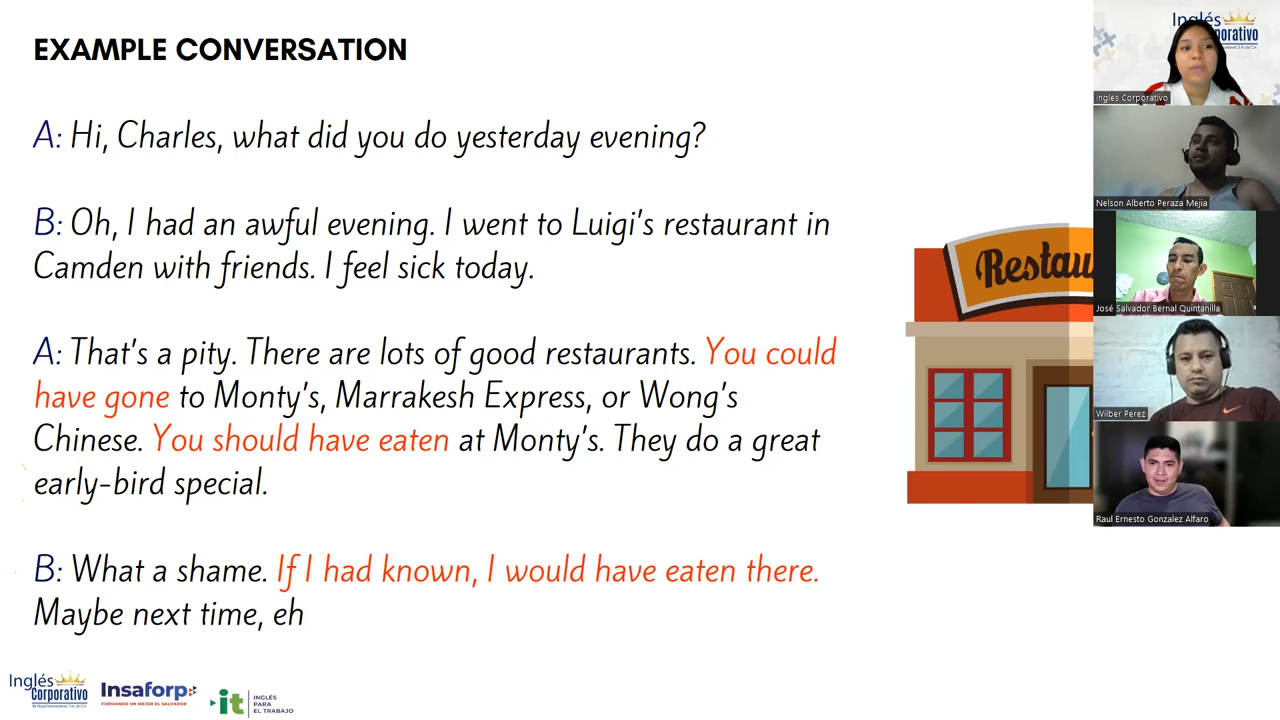 EXAMPLE CONVERSATION
A: Hi, Charles, what did you do yesterday evening?
B: Oh, I had an awful evening. I went to Luigi's restaurant in
Camden with friends. I feel sick today.
A: That's a pity. There are lots of good restaurants. You could
have gone to Monty's, Marrakesh Express, or Wong's
Chinese. You should have eaten at Monty's. They do a great
early-bird special.
B: What a shame. If I had known, I would have eaten there.
Maybe next time, eh
Restau
Inglés
Ingles Corporativo
Nelson Alberto Peraza Mejia
José Salvador Bernal Quintanilla
Wilber Perez
Raul Ernesto Gonzalez Alfaro
Inglés
Corporativo
Insaforp
FORMANDO UN MEJOR EL SALVADOR
it
INGLÉS
PARA
EL TRABAJO